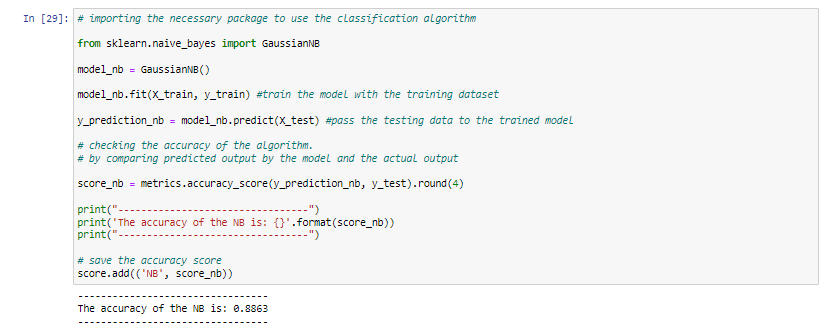 In [29]: # importing the necessary package to use the classification algorithm
from sklearn.naive_bayes import GaussianNB
model_nb = GaussianNB()
model_nb.fit(X_train, y_train) #train the model with the training dataset
y_prediction_nb = model_nb.predict(X_test) #pass the testing data to the trained model
# checking the accuracy of the algorithm.
# by comparing predicted output by the model and the actual output
score_nb = metrics.accuracy_score(y_prediction_nb, y_test).round(4)
print("--------------------------------")
print('The accuracy of the NB is: {}'.format(score_nb))
print("--------------------------------")
# save the accuracy score
score.add(('NB', score_nb))
--------------------------------
The accuracy of the NB is: 0.8863
--------------------------------